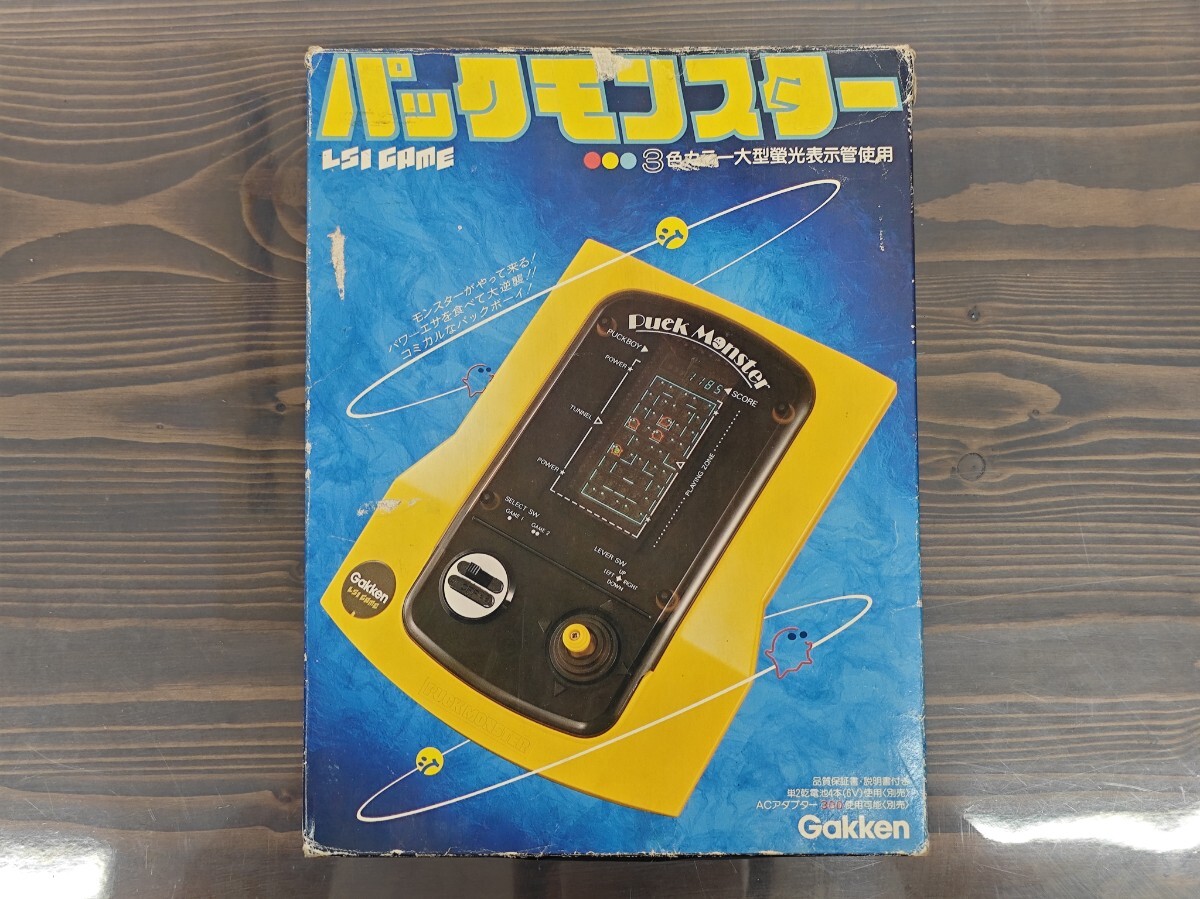 パックモンスター
LSI GAME
3色カラー大型螢光表示管使用
モンスターがやって来る!
パワーエサを食べて大逆襲!!
コミカルなパックボーイ!
Puck Monster
PUCKBOY
POWER
1185
SCORE
TUNNEL
POWER
PLAYING ZONE
SELECT SW
GAME 1
GAME 2
LEVER SW
UP
LEFT
RIGHT
DOWN
Gakken
LSI GAME
PUCKMONSTER
品質保証書・説明書付き
単2乾電池4本(6V)使用〈別売〉
ACアダプター 使用可能〈別売〉
Gakken